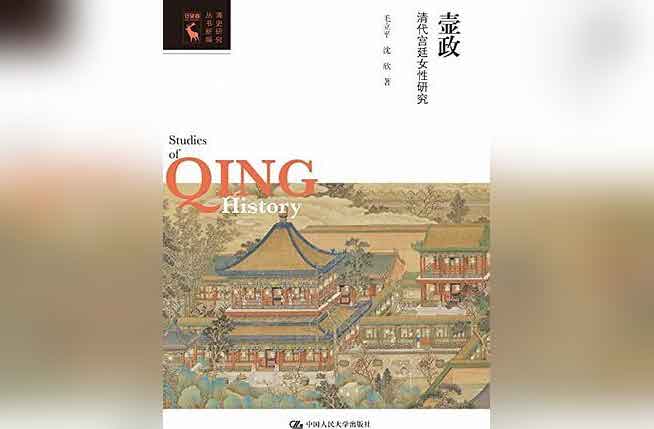 清史研究
丛书新编
壶政
清代宫廷女性研究
毛立平 沈欣 著
Studies
of
QING
History
中国人民大学出版社